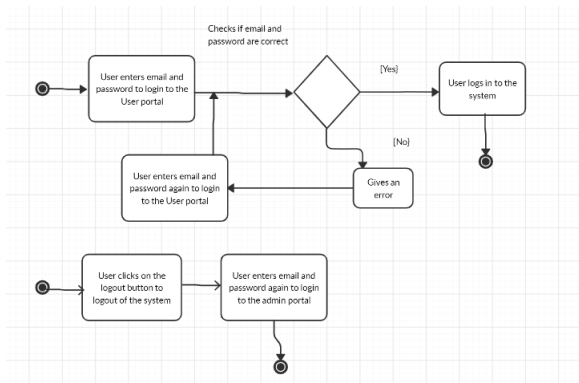 Checks if email and
password are correct
User enters email and
password to login to the
User portal
{Yes}
User logs in to the
system
{No}
User enters email and
password again to login
to the User portal
Gives an
error
User clicks on the
logout button to
logout of the system
User enters email and
password again to login
to the admin portal